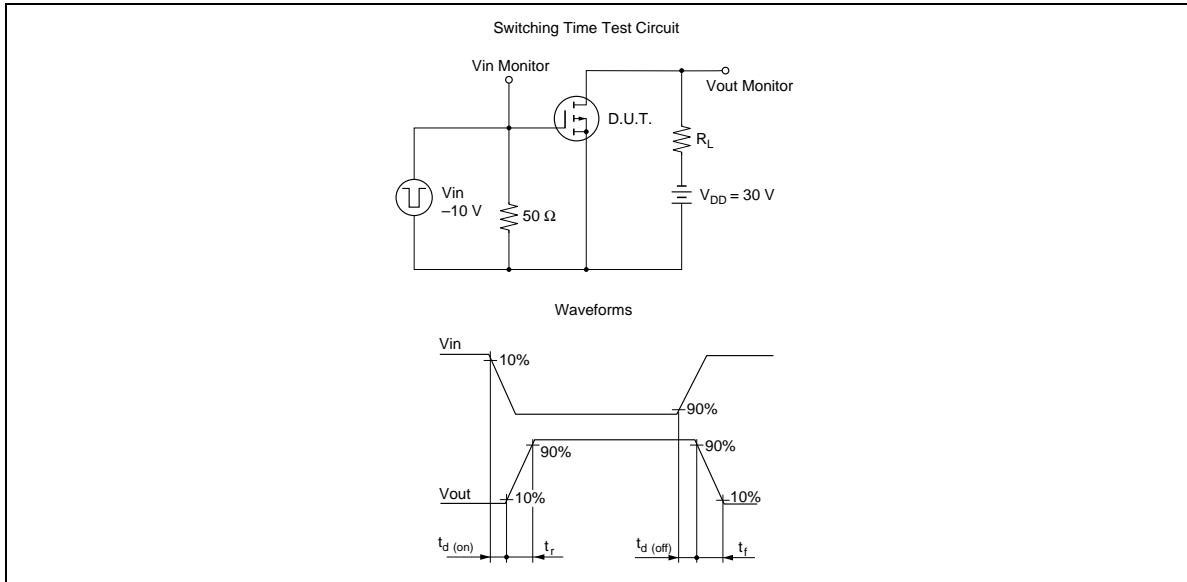 Switching Time Test Circuit
Vin Monitor
Vout Monitor
D.U.T.
RL
Vin
–10 V
50 Ω
VDD = 30 V
Waveforms
Vin
10%
90%
90%
90%
Vout
10%
10%
td (on)
tr
td (off)
tf